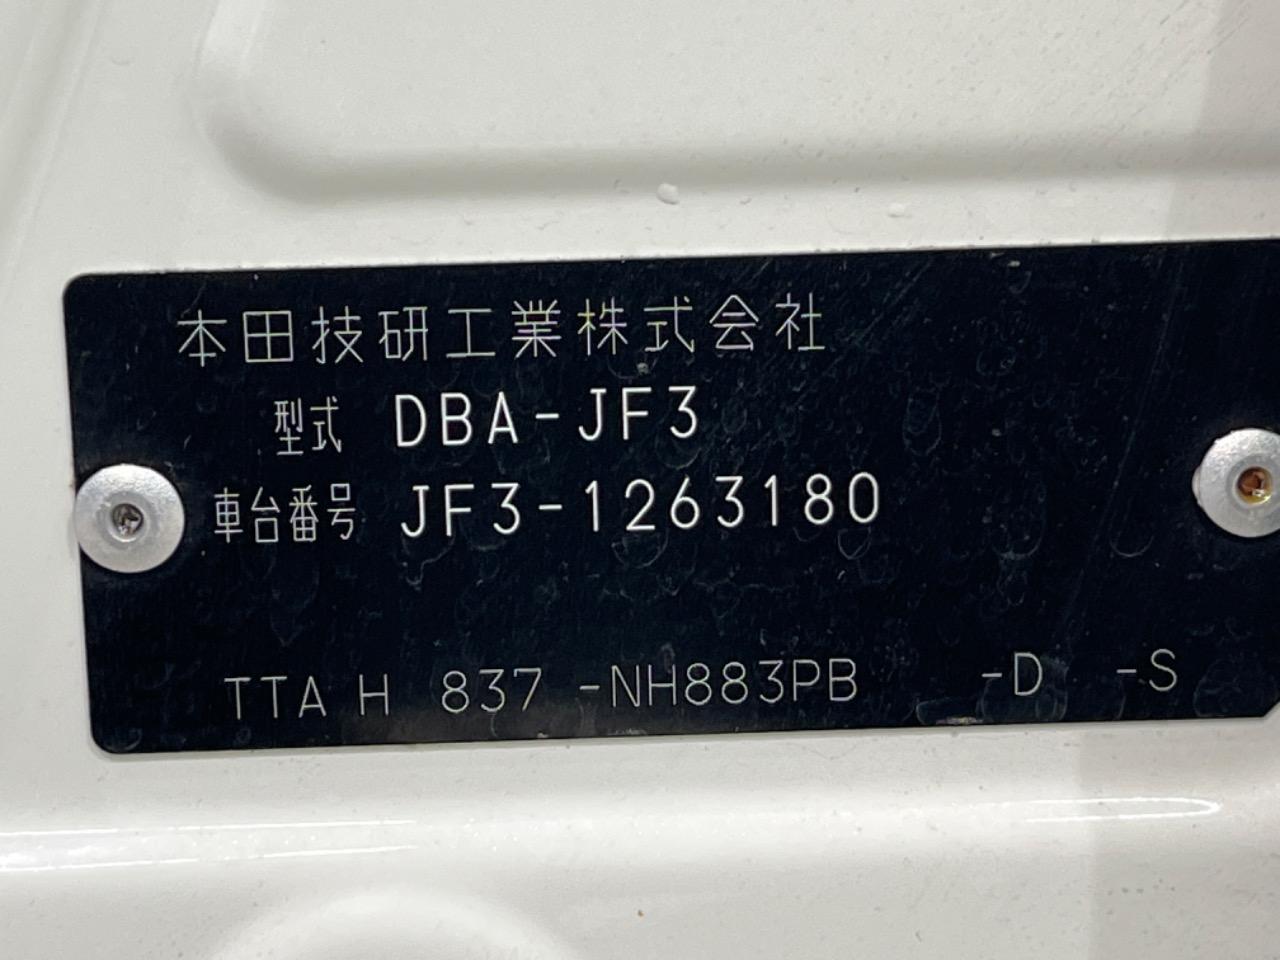 本田技研工業株式会社
型式 DBA-JF3
車台番号 JF3-1263180
TTA H 837 -NH883PB -D -S